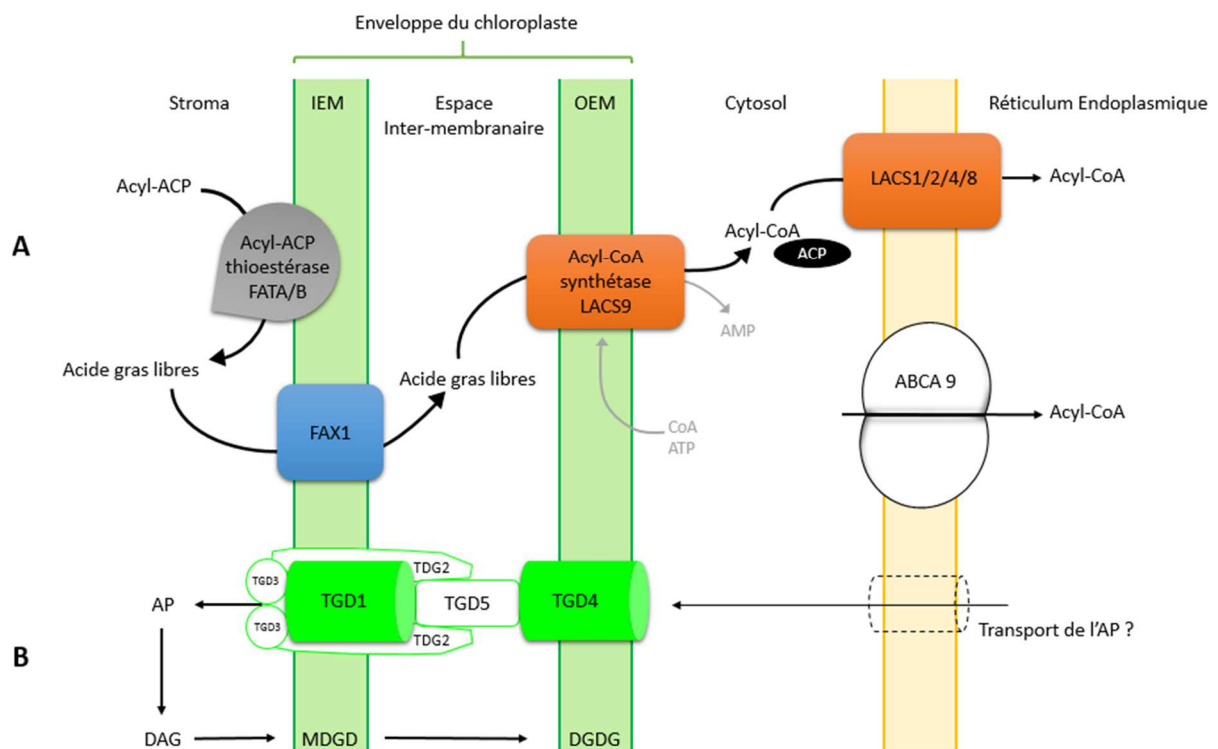 Enveloppe du chloroplaste
Stroma
IEM
Espace
Inter-membranaire
OEM
Cytosol
Réticulum Endoplasmique
A
Acyl-ACP
Acyl-ACP
thioestérase
FATA/B
Acide gras libres
FAX1
Acide gras libres
Acyl-CoA
synthétase
LACS9
AMP
CoA
ATP
Acyl-CoA
ACP
LACS1/2/4/8
Acyl-CoA
ABCA 9
Acyl-CoA
B
AP
TGD3
TGD3
TGD1
TDG2
TGD5
TDG2
TGD4
Transport de l'AP ?
DAG
MDGD
DGDG